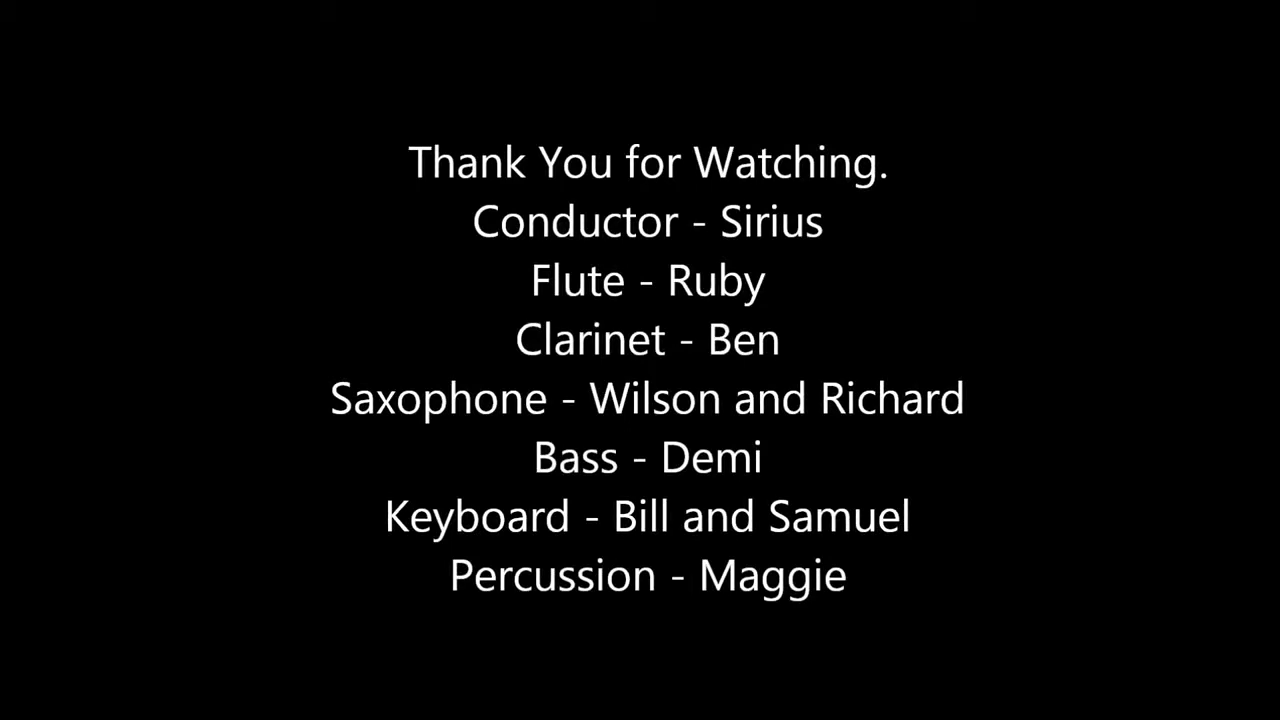 Thank You for Watching.
Conductor - Sirius
Flute - Ruby
Clarinet - Ben
Saxophone - Wilson and Richard
Bass - Demi
Keyboard - Bill and Samuel
Percussion - Maggie